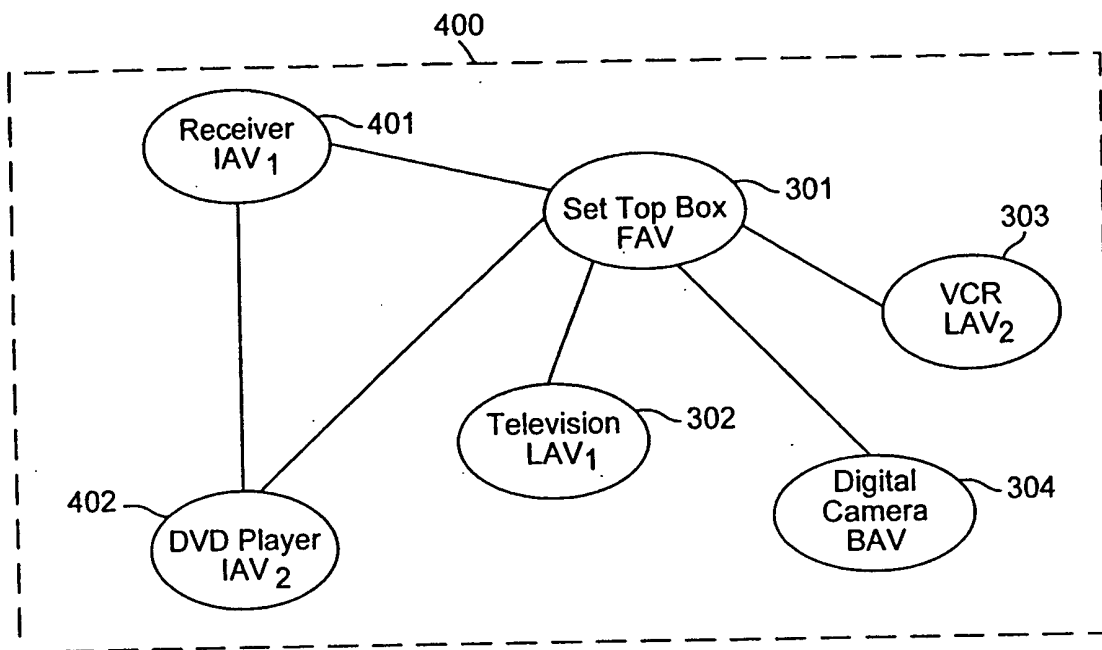 400
Receiver
IAV1
401
Set Top Box
FAV
301
303
VCR
LAV2
Television
LAV1
302
402
DVD Player
IAV2
Digital
Camera
BAV
304